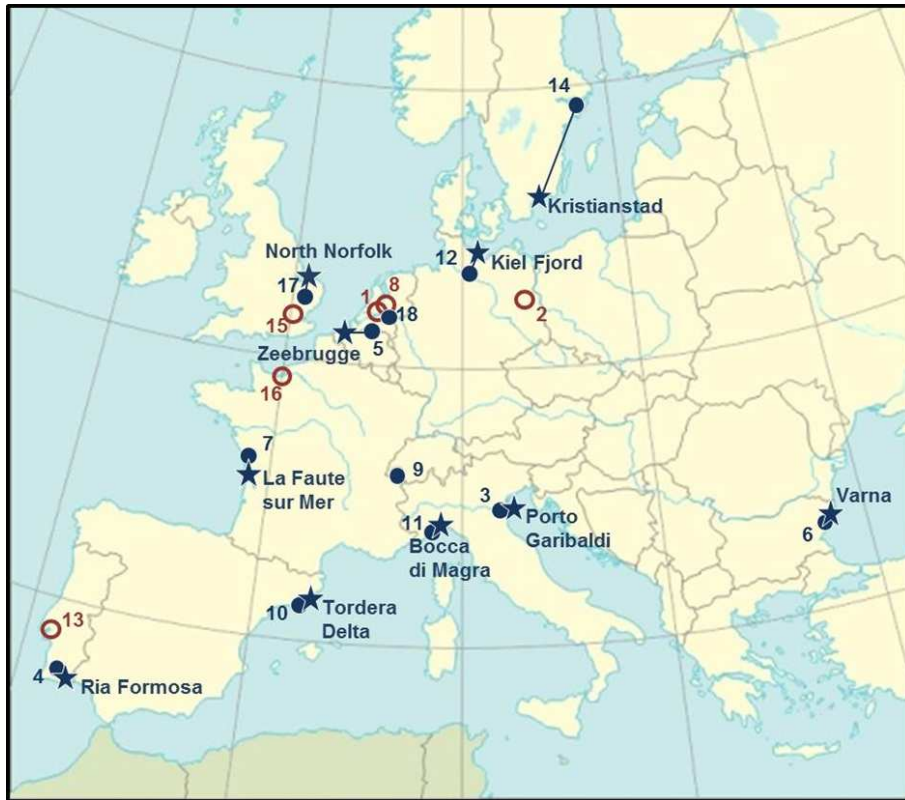 14
Kristianstad
North Norfolk
12
Kiel Fjord
17
1
8
18
2
15
Zeebrugge
5
16
7
La Faute
sur Mer
9
3
Porto
Garibaldi
Varna
6
11
Bocca
di Magra
10
Tordera
Delta
13
4
Ria Formosa